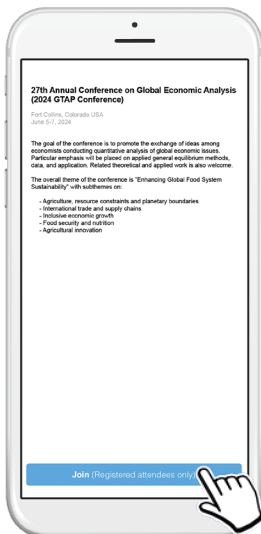 27th Annual Conference on Global Economic Analysis
(2024 GTAP Conference)
Fort Collins, Colorado USA
June 5-7, 2024
The goal of the conference is to promote the exchange of ideas among
economists conducting quantitative analysis of global economic issues.
Particular emphasis will be placed on applied general equilibrium methods,
data, and application. Related theoretical and applied work is also welcome.
The overall theme of the conference is "Enhancing Global Food System
Sustainability" with subthemes on:
- Agriculture, resource constraints and planetary boundaries
- International trade and supply chains
- Inclusive economic growth
- Food security and nutrition
- Agricultural innovation
Join (Registered attendees only)